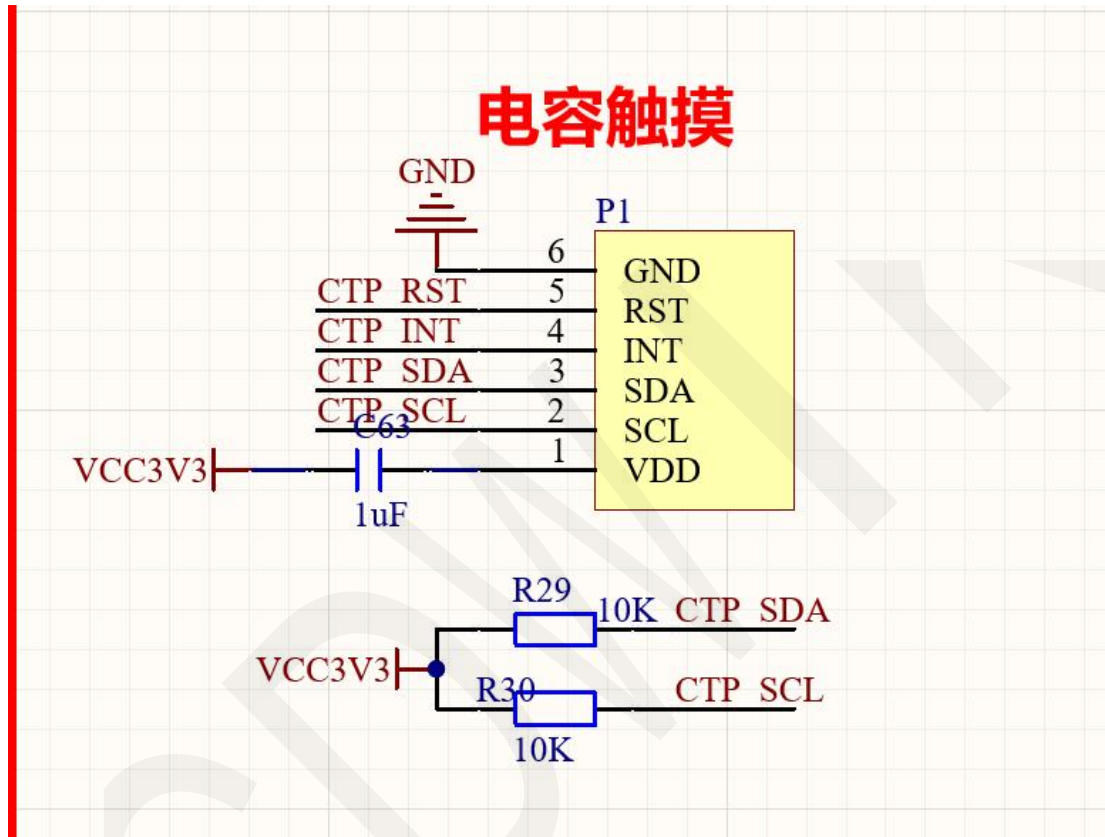 电容触摸
GND
P1
6 GND
CTP RST 5 RST
CTP INT 4 INT
CTP SDA 3 SDA
CTP SCL 2 SCL
C63
VCC3V3 1 VDD
1uF
R29
10K CTP SDA
VCC3V3
R30 CTP SCL
10K